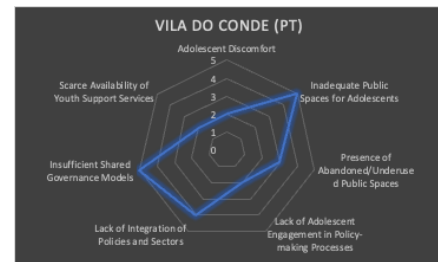 VILA DO CONDE (PT)
Adolescent Discomfort
5
4
3
2
1
0
Inadequate Public
Spaces for Adolescents
Presence of
Abandoned/Underuse
d Public Spaces
Lack of Adolescent
Engagement in Policy-
making Processes
Lack of Integration of
Policies and Sectors
Insufficient Shared
Governance Models
Scarce Availability of
Youth Support Services